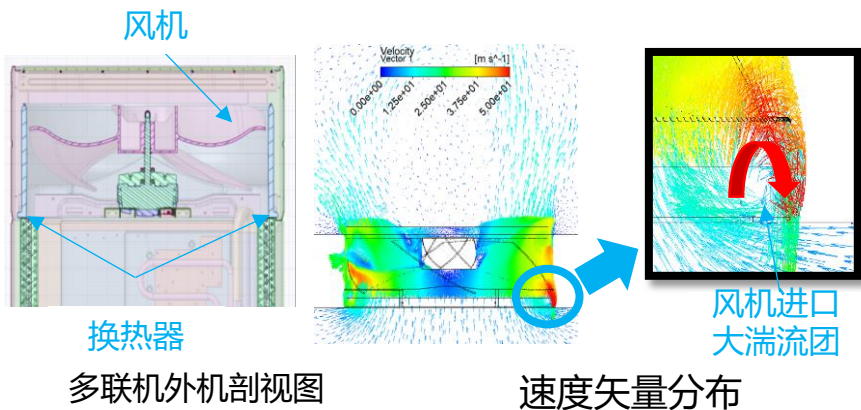 风机
换热器
多联机外机剖视图
Velocity
Vector 1
[m s^-1]
0.00e+00
1.25e+01
2.50e+01
3.75e+01
5.00e+01
风机进口
大湍流团
速度矢量分布